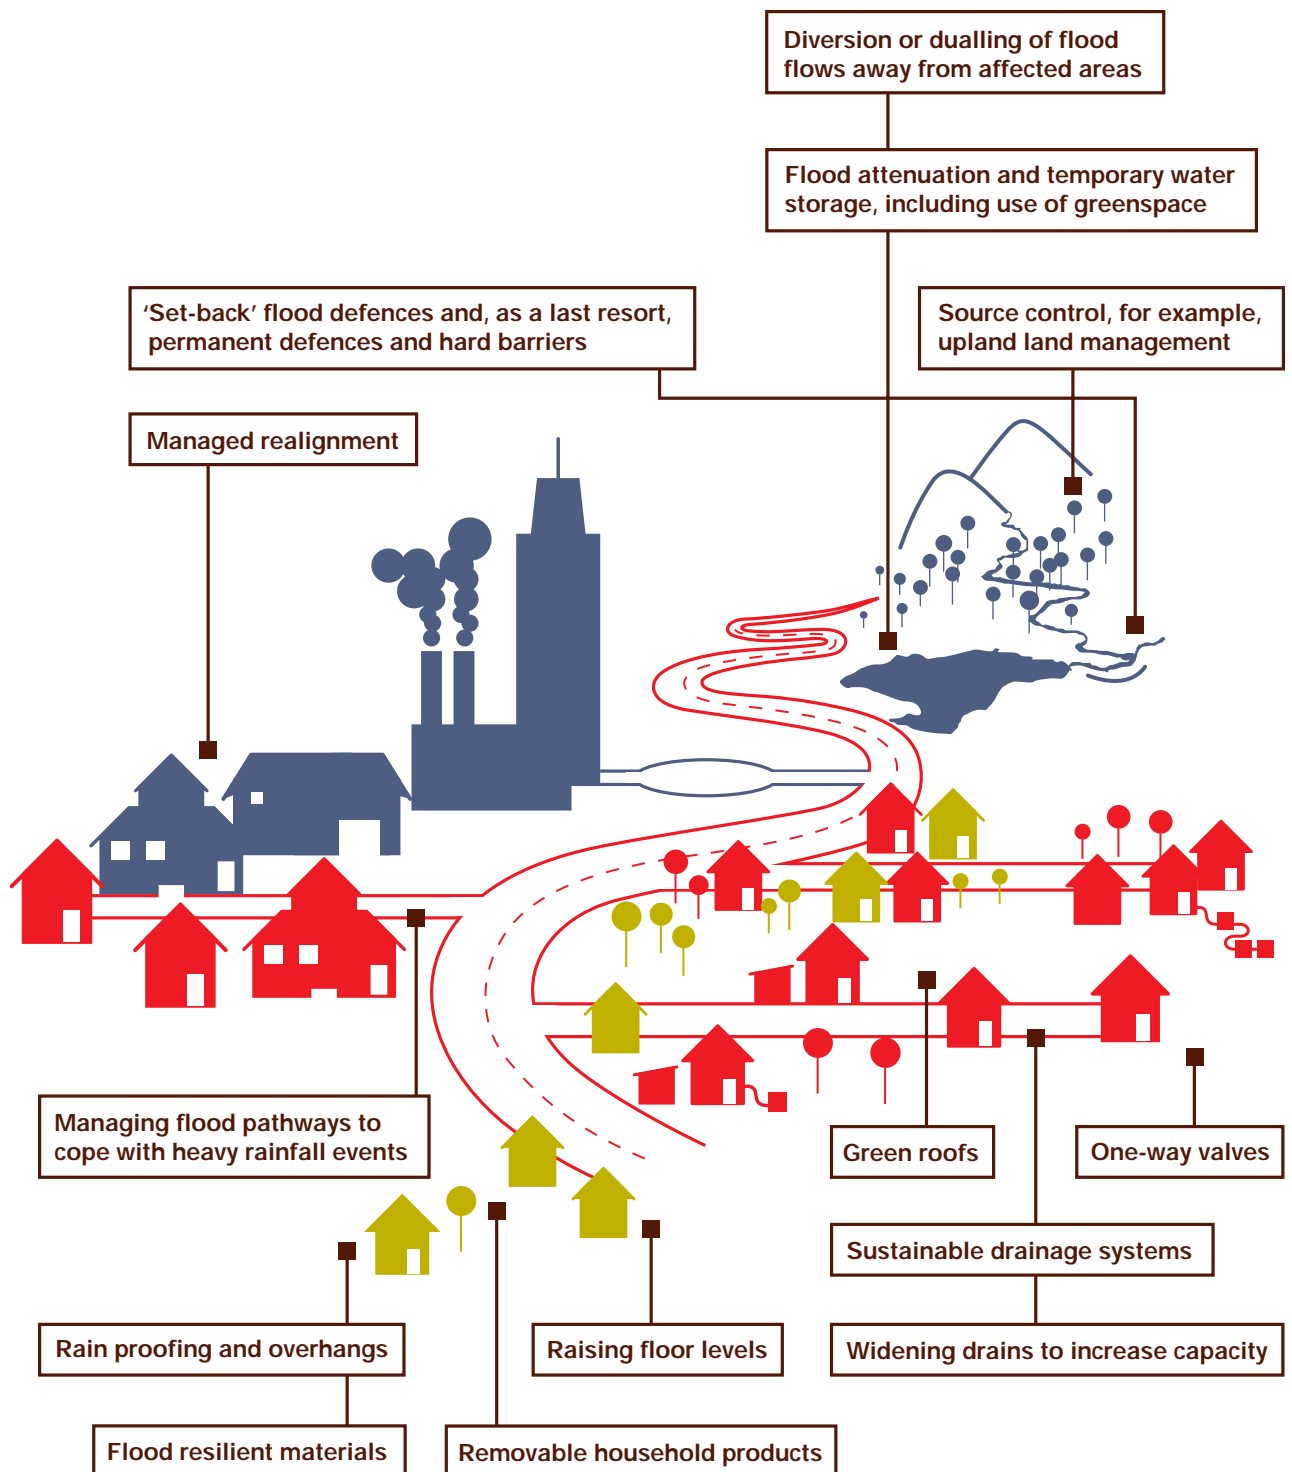 Diversion or dualling of flood
flows away from affected areas
Flood attenuation and temporary water
storage, including use of greenspace
‘Set-back’ flood defences and, as a last resort,
permanent defences and hard barriers
Source control, for example,
upland land management
Managed realignment
Managing flood pathways to
cope with heavy rainfall events
Green roofs
One-way valves
Sustainable drainage systems
Rain proofing and overhangs
Raising floor levels
Widening drains to increase capacity
Flood resilient materials
Removable household products